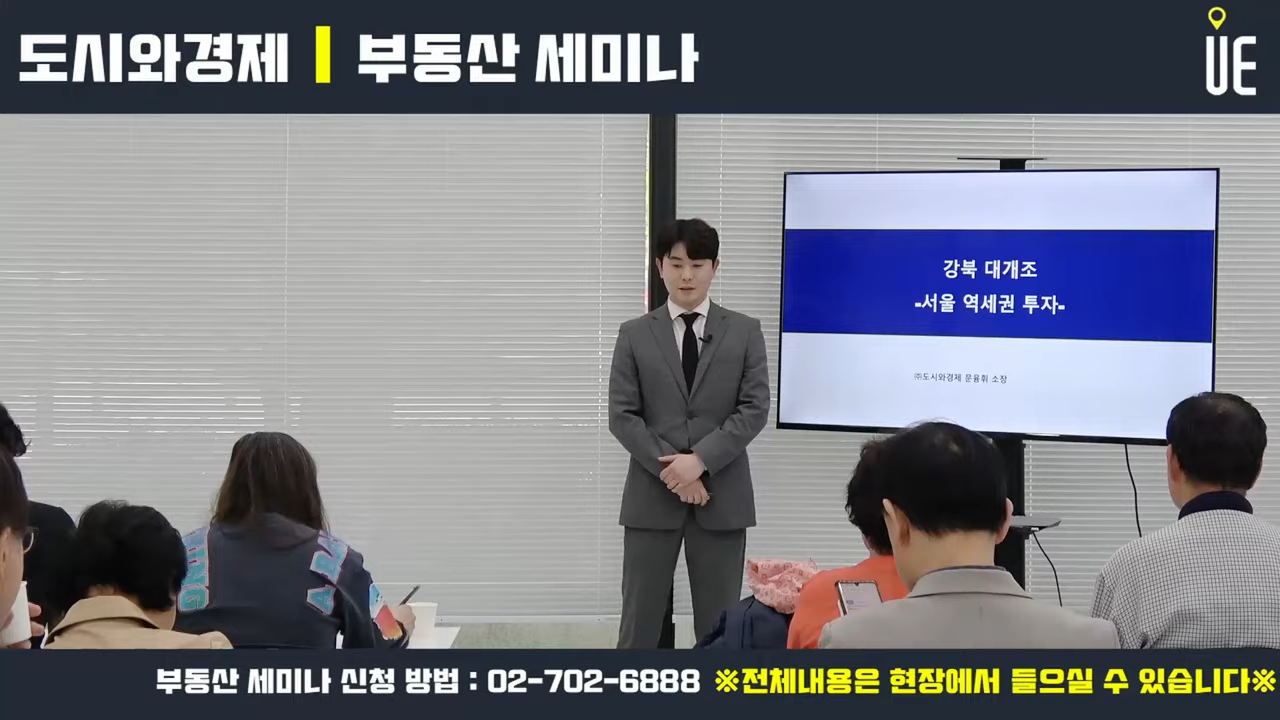 도시와경제 | 부동산 세미나
UE
강북 대개조
-서울 역세권 투자-
㈜도시와경제 문윤휘 소장
부동산 세미나 신청 방법 : 02-702-6888 ※전체내용은 현장에서 들으실 수 있습니다※